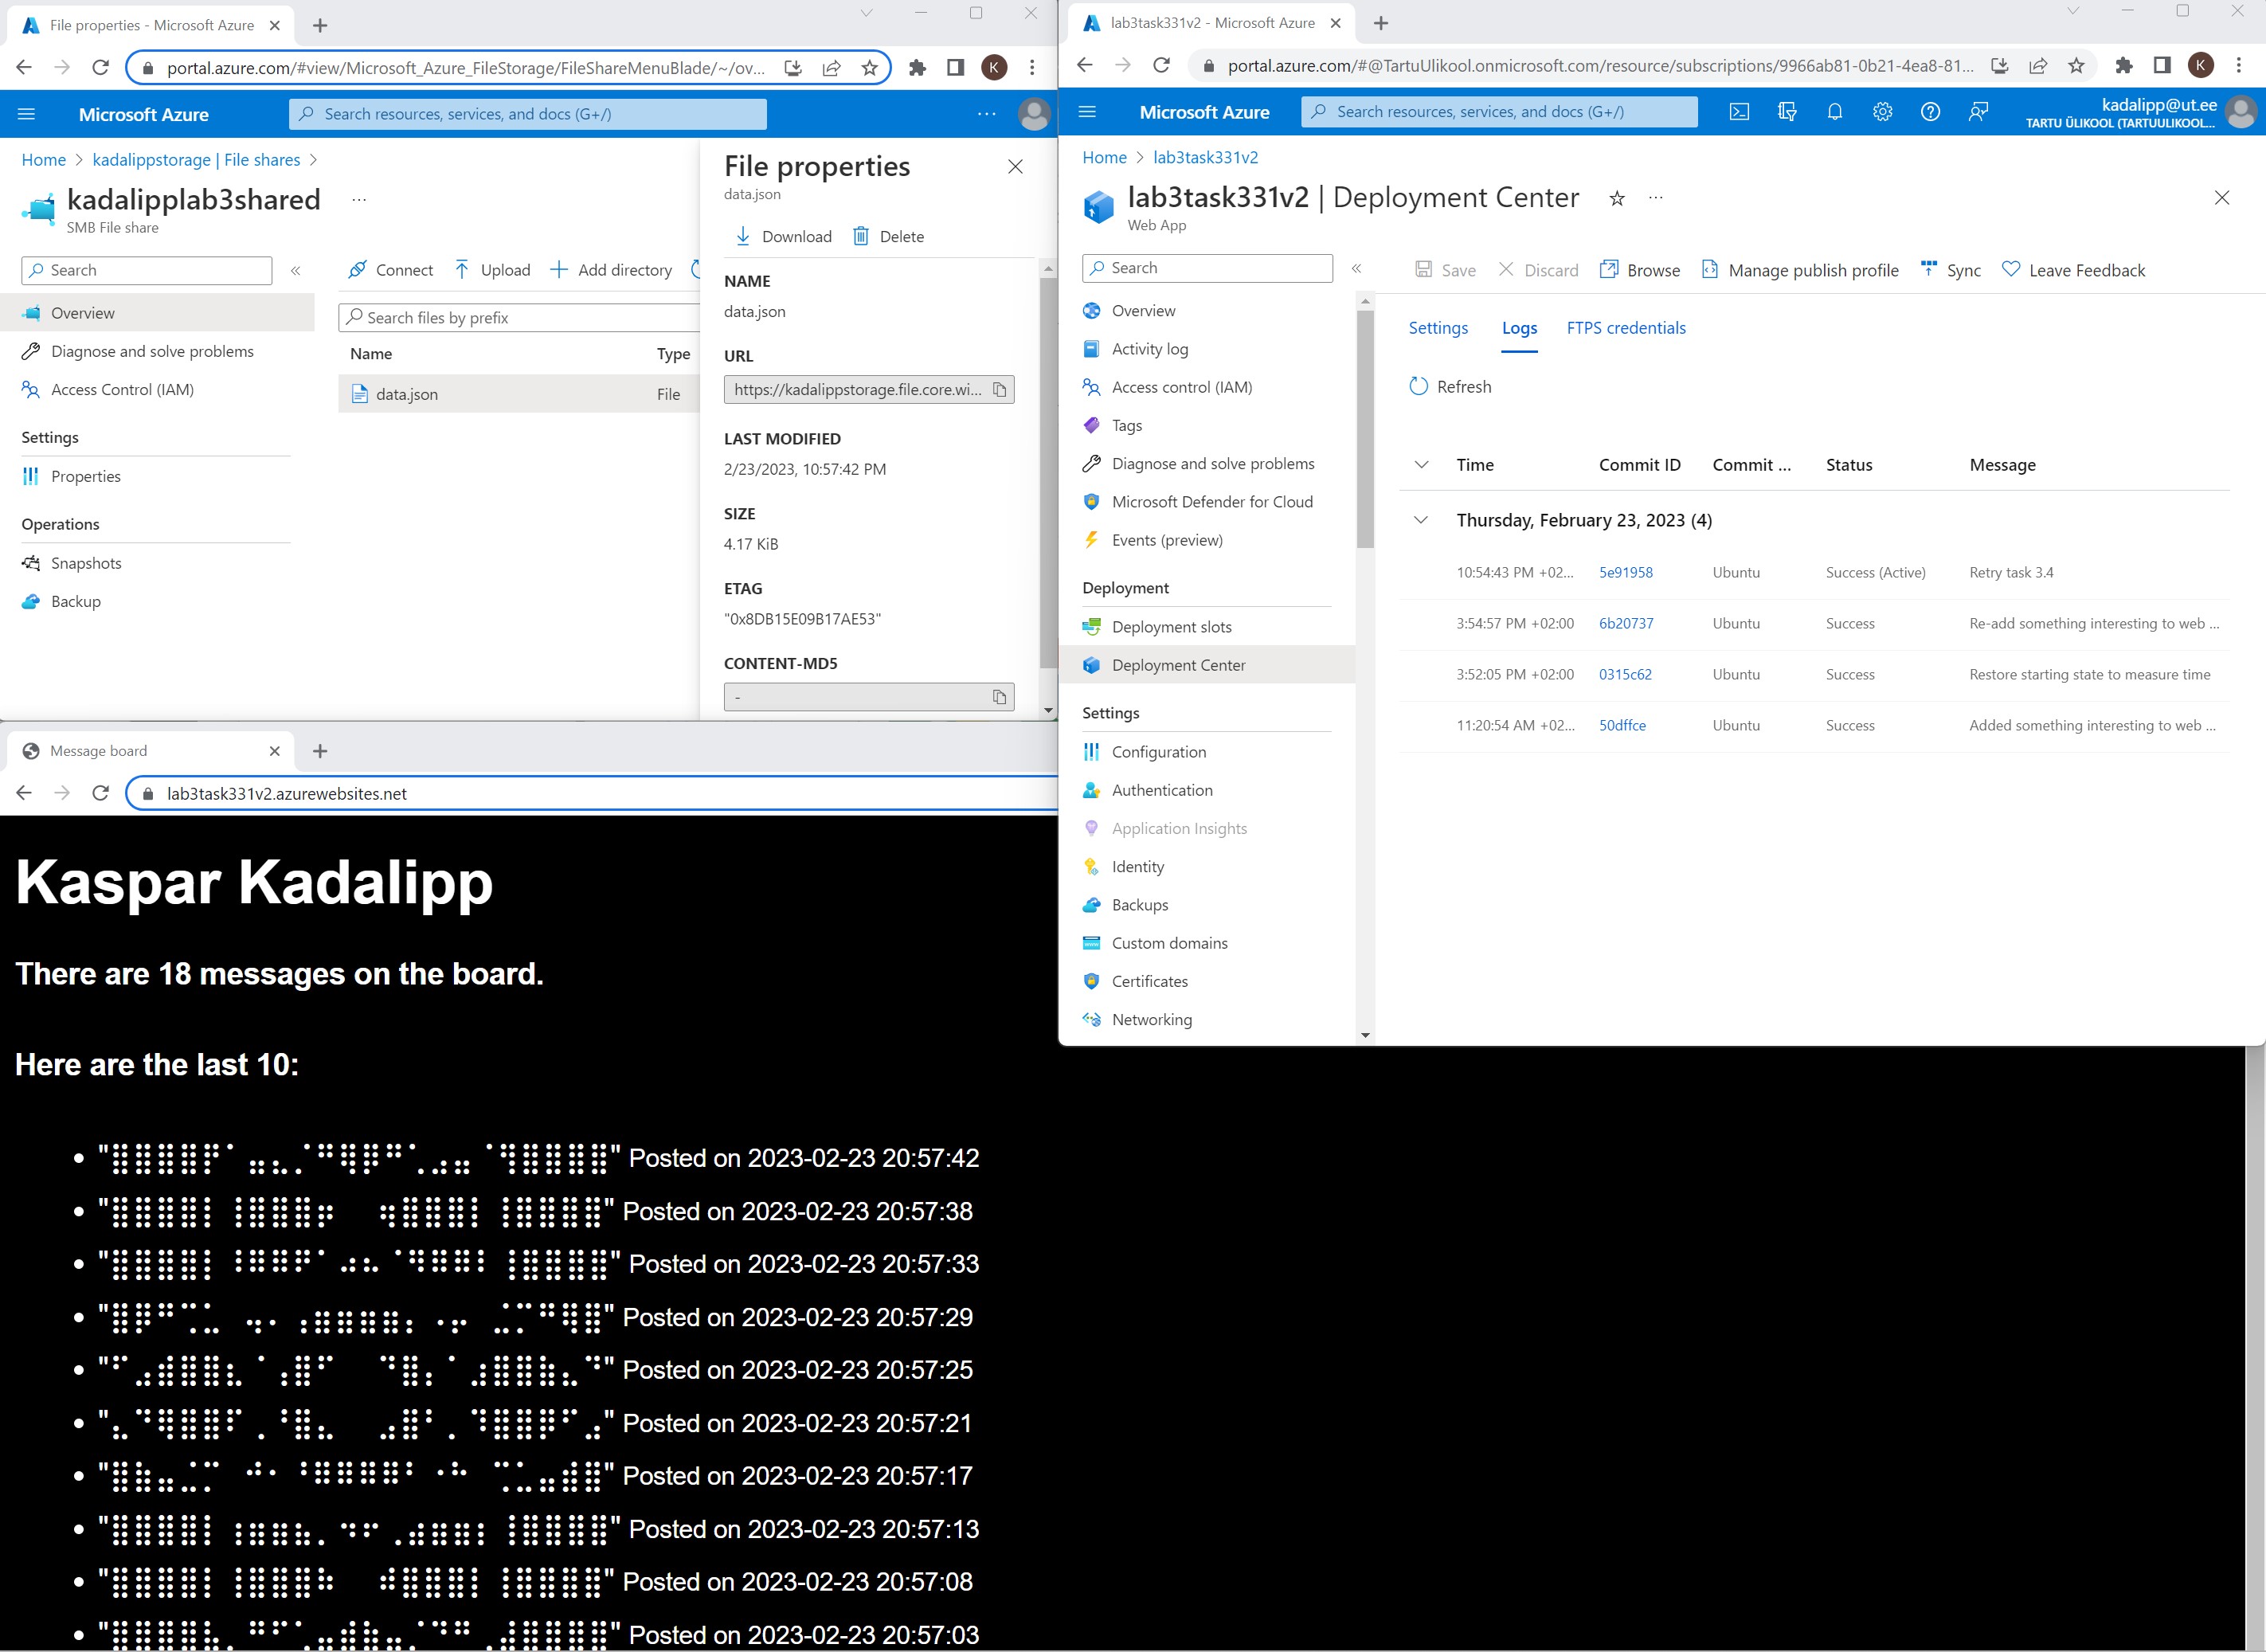 File properties - Microsoft Azure
portal.azure.com/#view/Microsoft_Azure_FileStorage/FileShareMenuBlade/~/ov...
K
Microsoft Azure
Search resources, services, and docs (G+/)
Home > kadalippstorage | File shares >
kadalipplab3shared
SMB File share
Search
Overview
Diagnose and solve problems
Access Control (IAM)
Settings
Properties
Operations
Snapshots
Backup
Connect
Upload
Add directory
Search files by prefix
Name Type
data.json File
File properties
data.json
Download Delete
NAME
data.json
URL
https://kadalippstorage.file.core.wi...
LAST MODIFIED
2/23/2023, 10:57:42 PM
SIZE
4.17 KiB
ETAG
"0x8DB15E09B17AE53"
CONTENT-MD5
-
lab3task331v2 - Microsoft Azure
portal.azure.com/#@TartuUlikool.onmicrosoft.com/resource/subscriptions/9966ab81-0b21-4ea8-81...
K
Microsoft Azure
Search resources, services, and docs (G+/)
kadalipp@ut.ee
TARTU ÜLIKOOL (TARTUULIKOOL...
Home > lab3task331v2
lab3task331v2 | Deployment Center
Web App
Search
Overview
Activity log
Access control (IAM)
Tags
Diagnose and solve problems
Microsoft Defender for Cloud
Events (preview)
Deployment
Deployment slots
Deployment Center
Settings
Configuration
Authentication
Application Insights
Identity
Backups
Custom domains
Certificates
Networking
Save Discard Browse Manage publish profile Sync Leave Feedback
Settings Logs FTPS credentials
Refresh
Time Commit ID Commit ... Status Message
Thursday, February 23, 2023 (4)
10:54:43 PM +02... 5e91958 Ubuntu Success (Active) Retry task 3.4
3:54:57 PM +02:00 6b20737 Ubuntu Success Re-add something interesting to web ...
3:52:05 PM +02:00 0315c62 Ubuntu Success Restore starting state to measure time
11:20:54 AM +02... 50dffce Ubuntu Success Added something interesting to web ...
Message board
lab3task331v2.azurewebsites.net
Kaspar Kadalipp
There are 18 messages on the board.
Here are the last 10:
Posted on 2023-02-23 20:57:42
Posted on 2023-02-23 20:57:38
Posted on 2023-02-23 20:57:33
Posted on 2023-02-23 20:57:29
Posted on 2023-02-23 20:57:25
Posted on 2023-02-23 20:57:21
Posted on 2023-02-23 20:57:17
Posted on 2023-02-23 20:57:13
Posted on 2023-02-23 20:57:08
Posted on 2023-02-23 20:57:03